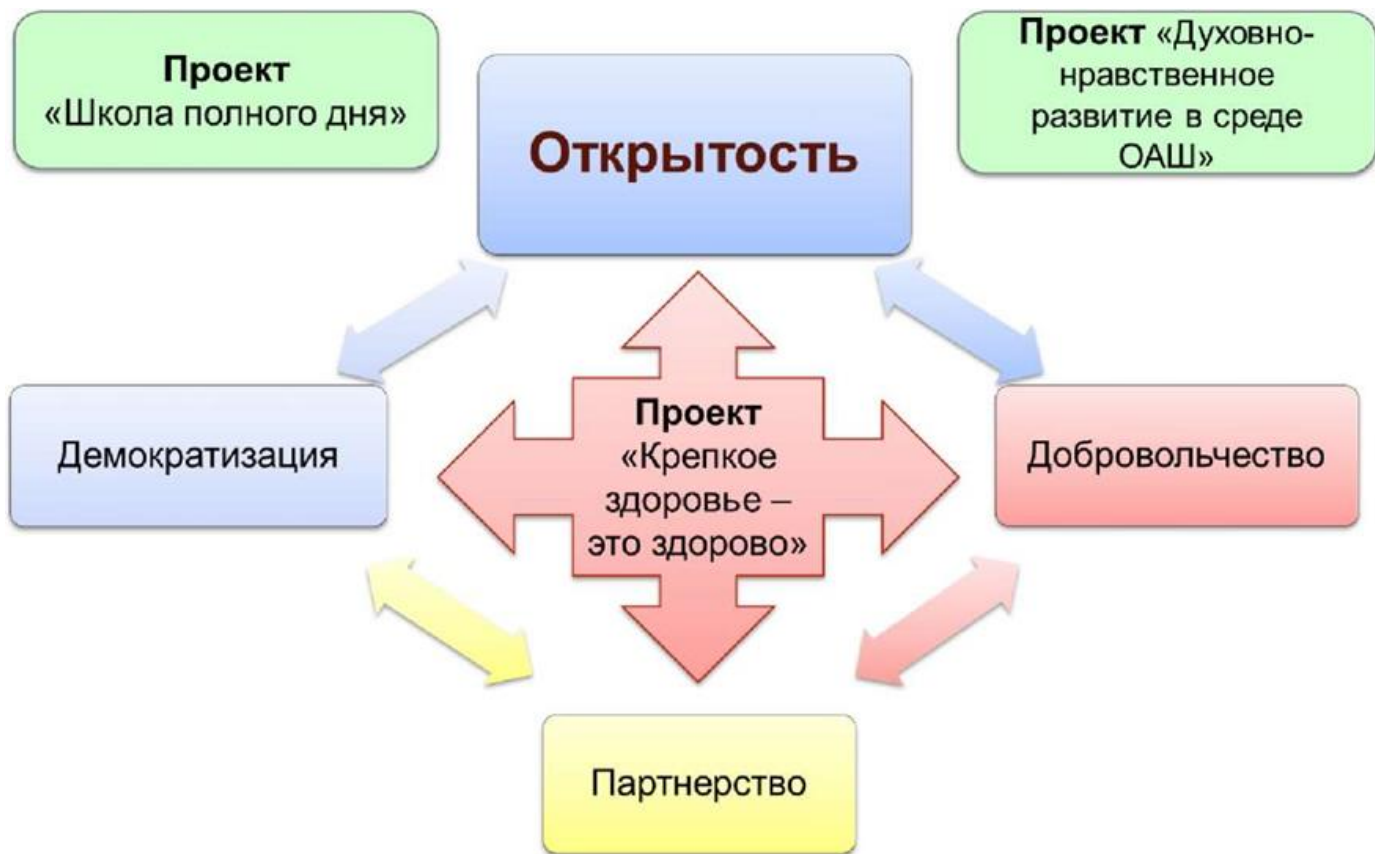 Проект
«Школа полного дня»
Открытость
Проект «Духовно-
нравственное
развитие в среде
ОАШ»
Демократизация
Проект
«Крепкое
здоровье –
это здорово»
Добровольчество
Партнерство